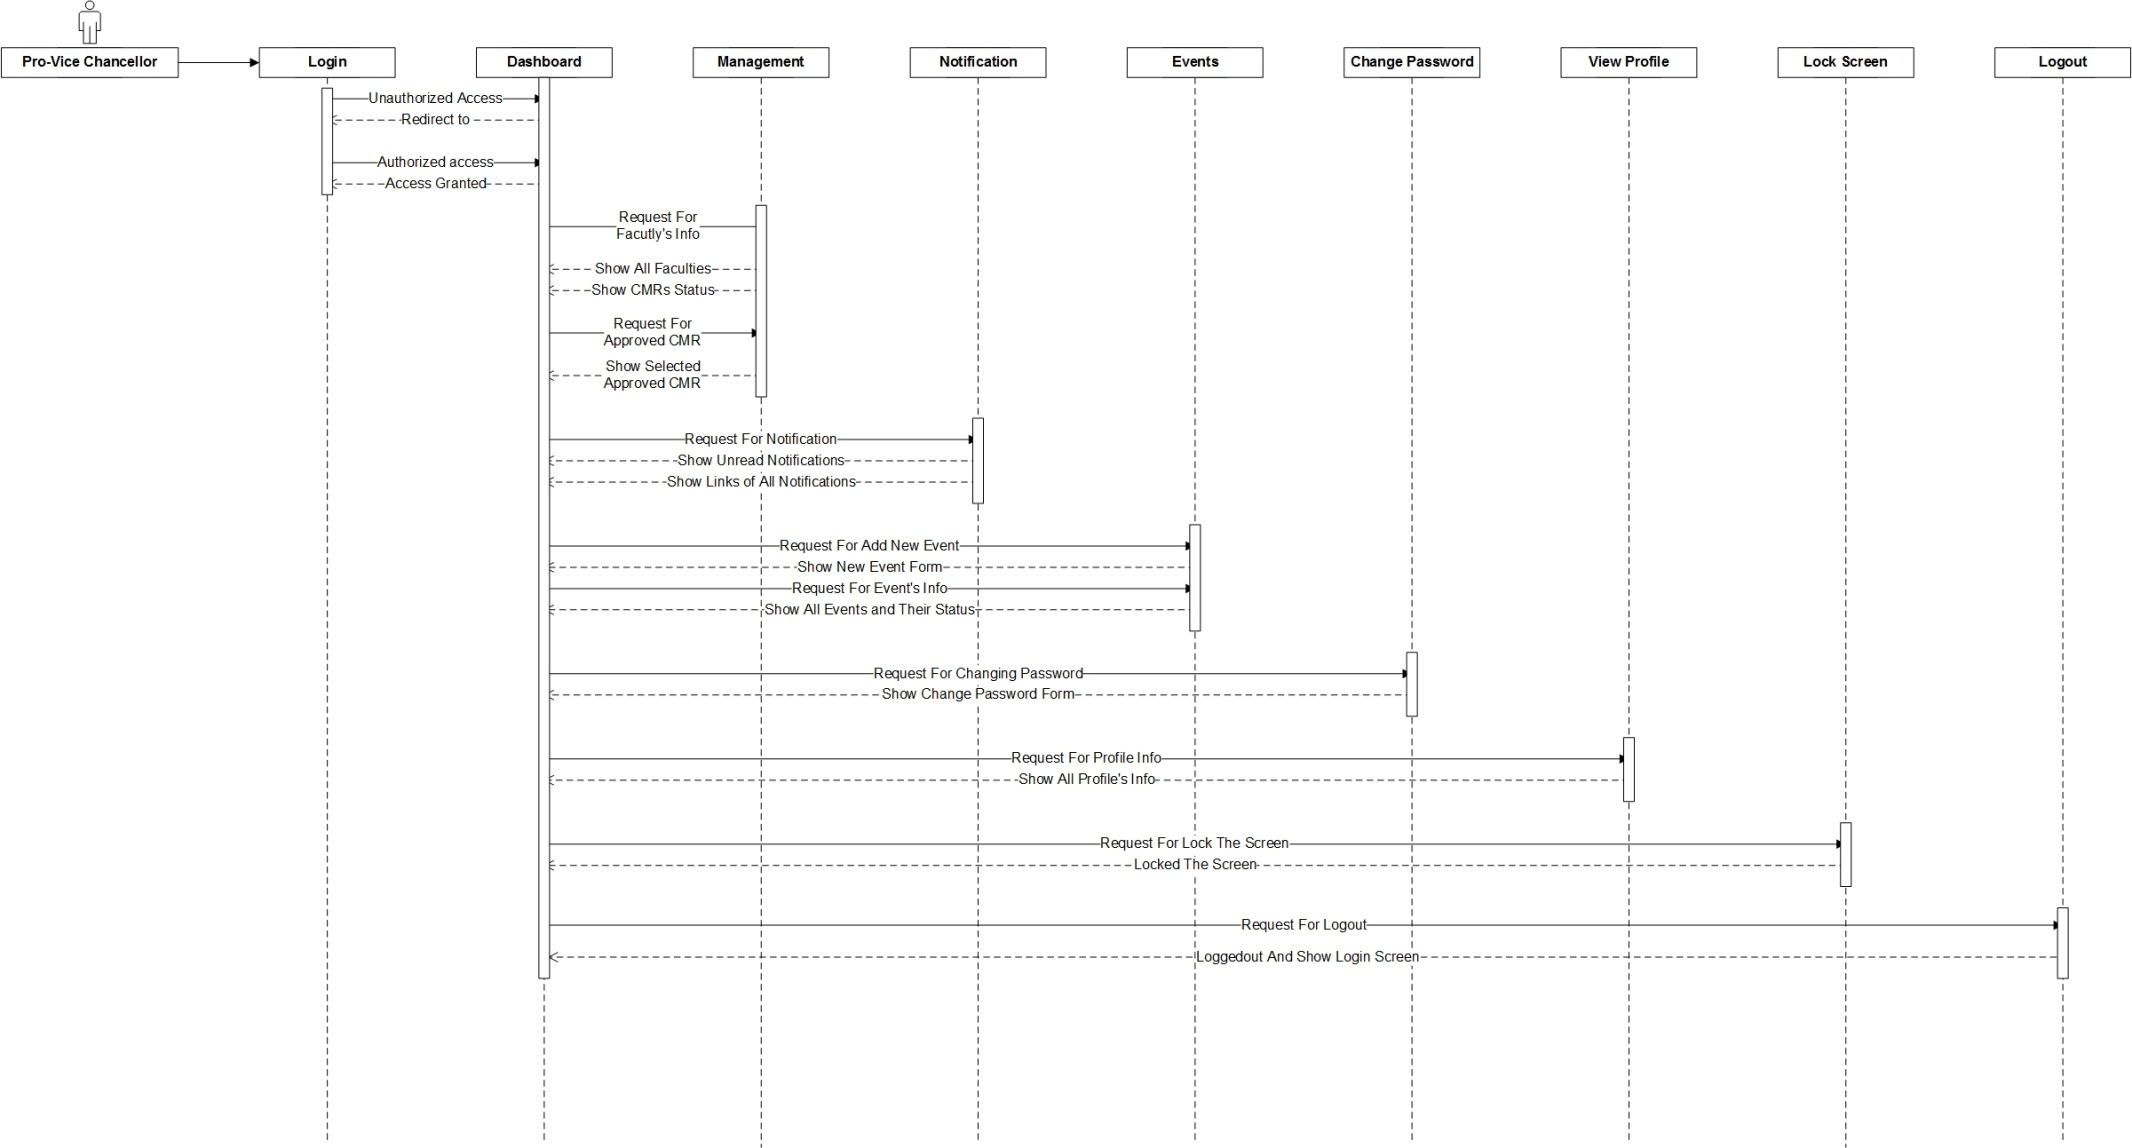 Pro-Vice Chancellor
Login
Dashboard
Management
Notification
Events
Change Password
View Profile
Lock Screen
Logout
Unauthorized Access
Redirect to
Authorized access
Access Granted
Request For
Facutly's Info
Show All Faculties
Show CMRs Status
Request For
Approved CMR
Show Selected
Approved CMR
Request For Notification
Show Unread Notifications
Show Links of All Notifications
Request For Add New Event
Show New Event Form
Request For Event's Info
Show All Events and Their Status
Request For Changing Password
Show Change Password Form
Request For Profile Info
Show All Profile's Info
Request For Lock The Screen
Locked The Screen
Request For Logout
Loggedout And Show Login Screen